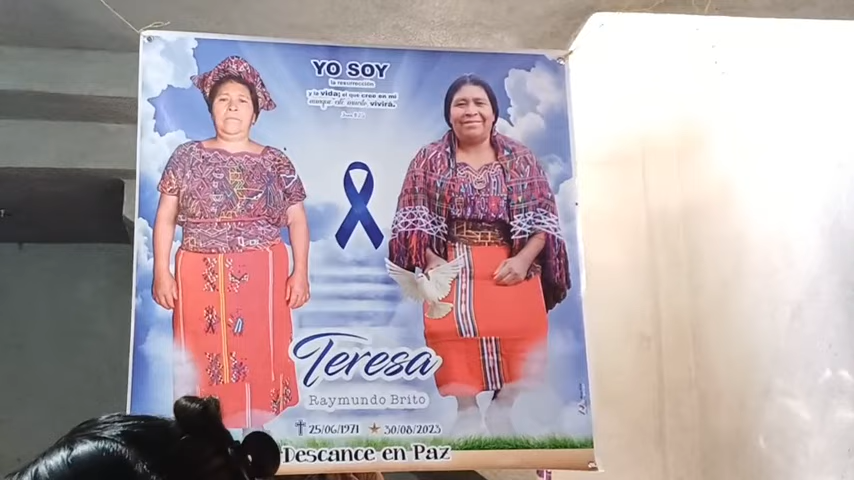 YO SOY
la resurrección
y la vida; el que cree en mi
aunque esté muerto vivirá.
Teresa
Raymundo Brito
25/06/1971 30/08/2023
Descance en Paz